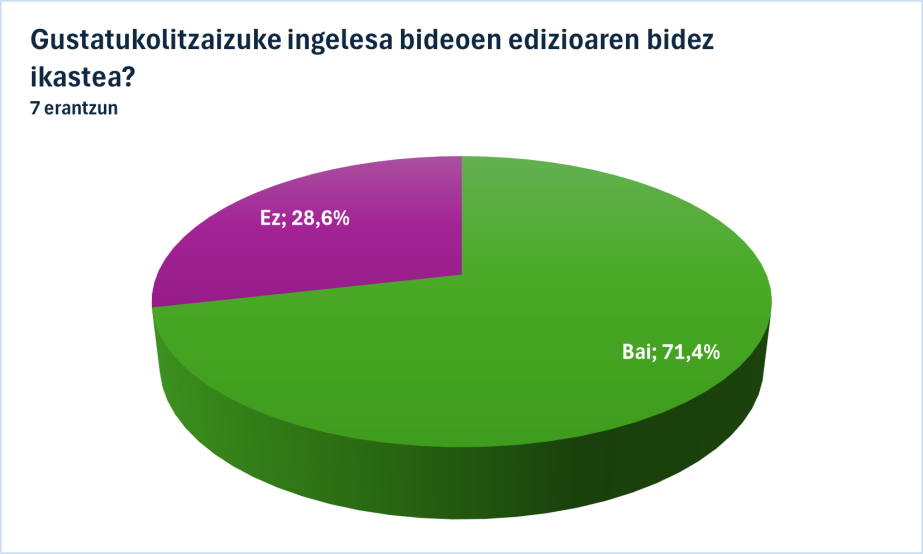 Gustatukolitzaizuke ingelesa bideoen edizioaren bidez
ikastea?
7 erantzun
Ez; 28,6%
Bai; 71,4%